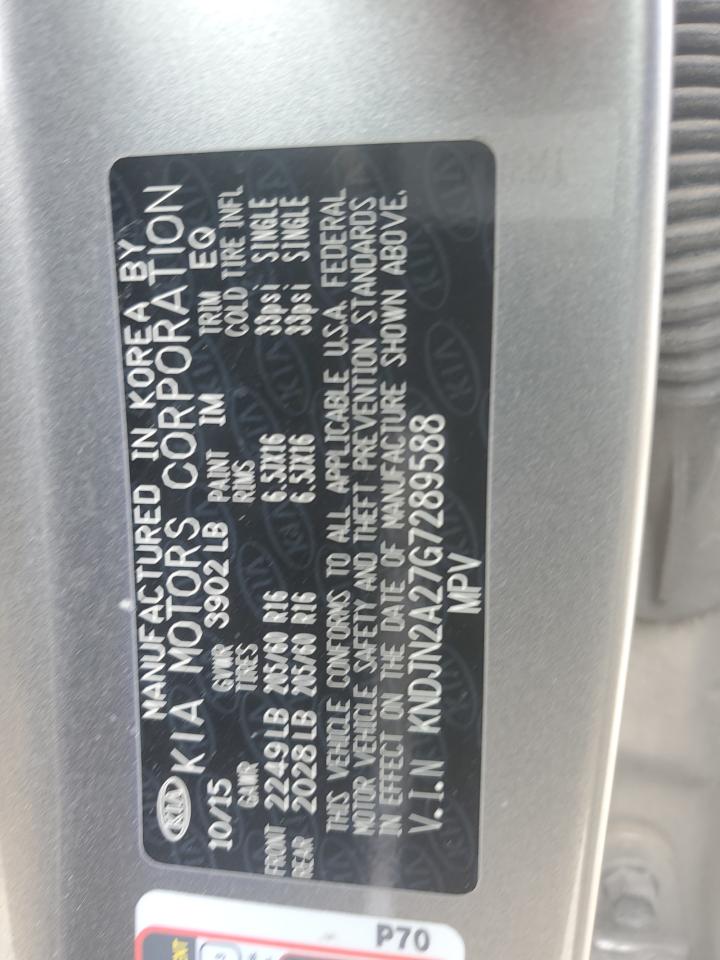 MANUFACTURED IN KOREA BY
KIA KIA MOTORS CORPORATION
10/15 GVWR 3902 LB PAINT IM TRIM EQ
GAWR TIRES RIMS COLD TIRE INFL
FRONT 2249LB 205/60 R16 6.5JX16 33psi SINGLE
REAR 2028LB 205/60 R16 6.5JX16 33psi SINGLE
THIS VEHICLE CONFORMS TO ALL APPLICABLE U.S.A. FEDERAL
MOTOR VEHICLE SAFETY AND THEFT PREVENTION STANDARDS
IN EFFECT ON THE DATE OF MANUFACTURE SHOWN ABOVE.
V.I.N KNDJN2A27G7289588
MPV
P70